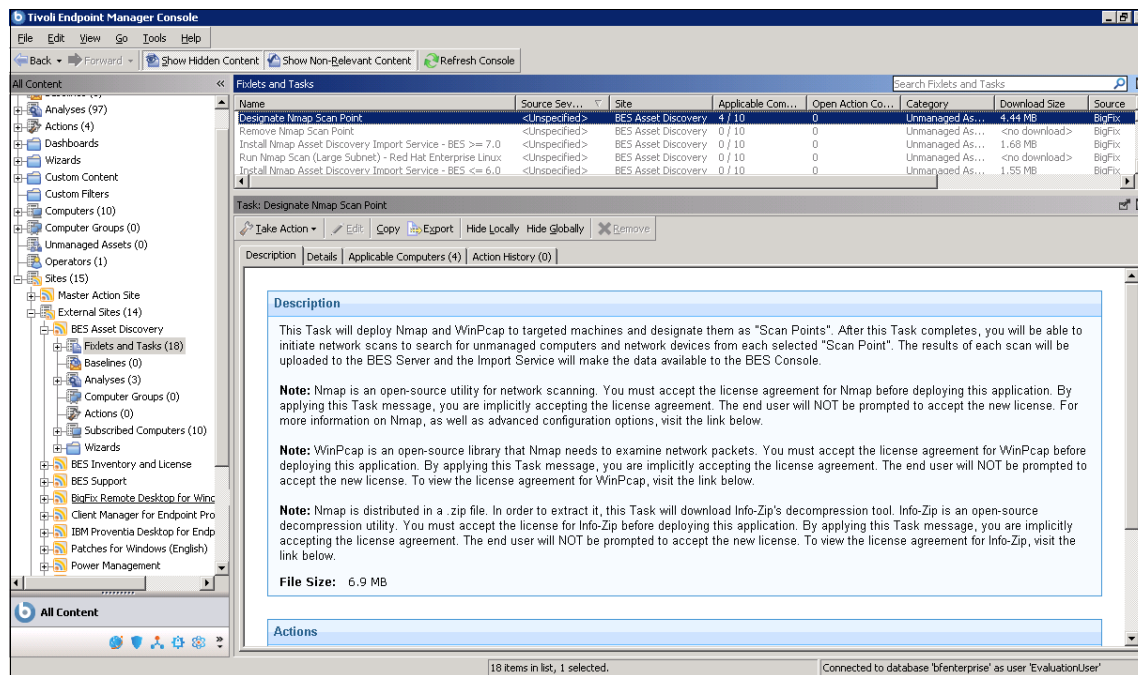 Tivoli Endpoint Manager Console
File Edit View Go Tools Help
Back Forward Show Hidden Content Show Non-Relevant Content Refresh Console
All Content «
Analyses (97)
Actions (4)
Dashboards
Wizards
Custom Content
Custom Filters
Computers (10)
Computer Groups (0)
Unmanaged Assets (0)
Operators (1)
Sites (15)
Master Action Site
External Sites (14)
BES Asset Discovery
Fixlets and Tasks (18)
Baselines (0)
Analyses (3)
Computer Groups (0)
Actions (0)
Subscribed Computers (10)
Wizards
BES Inventory and License
BES Support
BigFix Remote Desktop for Winc
Client Manager for Endpoint Pro
IBM Proventia Desktop for Endp
Patches for Windows (English)
Power Management
All Content
Fixlets and Tasks Search Fixlets and Tasks
Name Source Sev... Site Applicable Com... Open Action Co... Category Download Size Source
Designate Nmap Scan Point <Unspecified> BES Asset Discovery 4 / 10 0 Unmanaged As... 4.44 MB BigFix
Remove Nmap Scan Point <Unspecified> BES Asset Discovery 0 / 10 0 Unmanaged As... <no download> BigFix
Install Nmap Asset Discovery Import Service - BES >= 7.0 <Unspecified> BES Asset Discovery 0 / 10 0 Unmanaged As... 1.68 MB BigFix
Run Nmap Scan (Large Subnet) - Red Hat Enterprise Linux <Unspecified> BES Asset Discovery 0 / 10 0 Unmanaged As... <no download> BigFix
Install Nmap Asset Discovery Import Service - BES <= 6.0 <Unspecified> BES Asset Discovery 0 / 10 0 Unmanaged As... 1.55 MB BigFix
Task: Designate Nmap Scan Point
Take Action Edit Copy Export Hide Locally Hide Globally Remove
Description Details Applicable Computers (4) Action History (0)
Description
This Task will deploy Nmap and WinPcap to targeted machines and designate them as "Scan Points". After this Task completes, you will be able to
initiate network scans to search for unmanaged computers and network devices from each selected "Scan Point". The results of each scan will be
uploaded to the BES Server and the Import Service will make the data available to the BES Console.
Note: Nmap is an open-source utility for network scanning. You must accept the license agreement for Nmap before deploying this application. By
applying this Task message, you are implicitly accepting the license agreement. The end user will NOT be prompted to accept the new license. For
more information on Nmap, as well as advanced configuration options, visit the link below.
Note: WinPcap is an open-source library that Nmap needs to examine network packets. You must accept the license agreement for WinPcap before
deploying this application. By applying this Task message, you are implicitly accepting the license agreement. The end user will NOT be prompted to
accept the new license. To view the license agreement for WinPcap, visit the link below.
Note: Nmap is distributed in a .zip file. In order to extract it, this Task will download Info-Zip's decompression tool. Info-Zip is an open-source
decompression utility. You must accept the license for Info-Zip before deploying this application. By applying this Task message, you are implicitly
accepting the license agreement. The end user will NOT be prompted to accept the new license. To view the license agreement for Info-Zip, visit the
link below.
File Size: 6.9 MB
Actions
18 items in list, 1 selected. Connected to database 'bfenterprise' as user 'EvaluationUser'